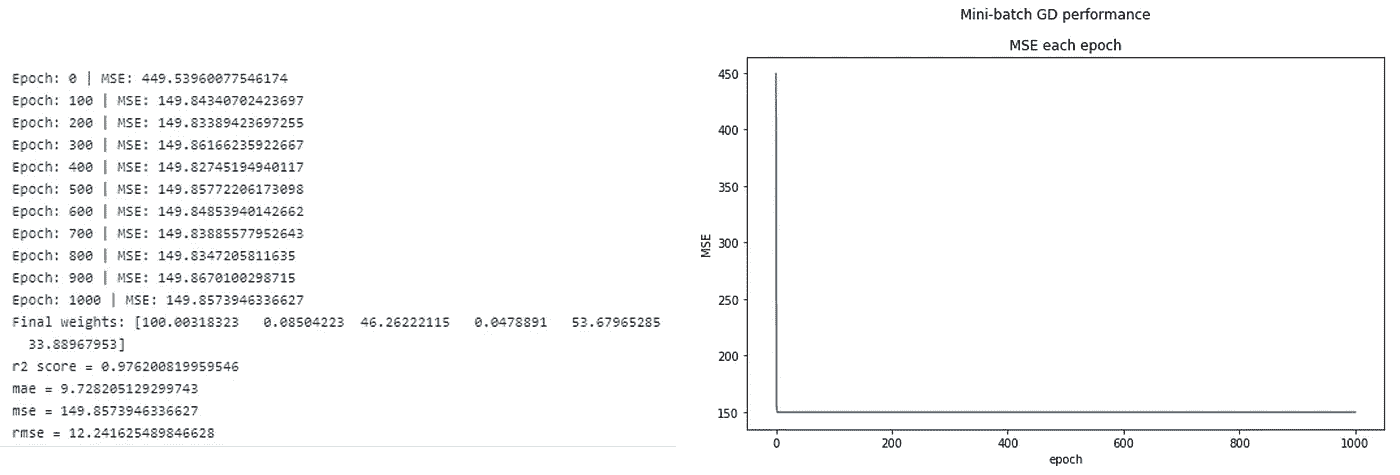 Epoch: 0 | MSE: 449.53960077546174
Epoch: 100 | MSE: 149.84340702423697
Epoch: 200 | MSE: 149.83389423697255
Epoch: 300 | MSE: 149.86166235922667
Epoch: 400 | MSE: 149.82745194940117
Epoch: 500 | MSE: 149.85772206173098
Epoch: 600 | MSE: 149.84853940142662
Epoch: 700 | MSE: 149.83885577952643
Epoch: 800 | MSE: 149.8347205811635
Epoch: 900 | MSE: 149.8670100298715
Epoch: 1000 | MSE: 149.8573946336627
Final weights: [100.00318323 0.08504223 46.26222115 0.0478891 53.67965285
33.88967953]
r2 score = 0.976200819959546
mae = 9.728205129299743
mse = 149.8573946336627
rmse = 12.241625489846628
Mini-batch GD performance
MSE each epoch
450
400
350
300
250
200
150
MSE
0 200 400 600 800 1000
epoch